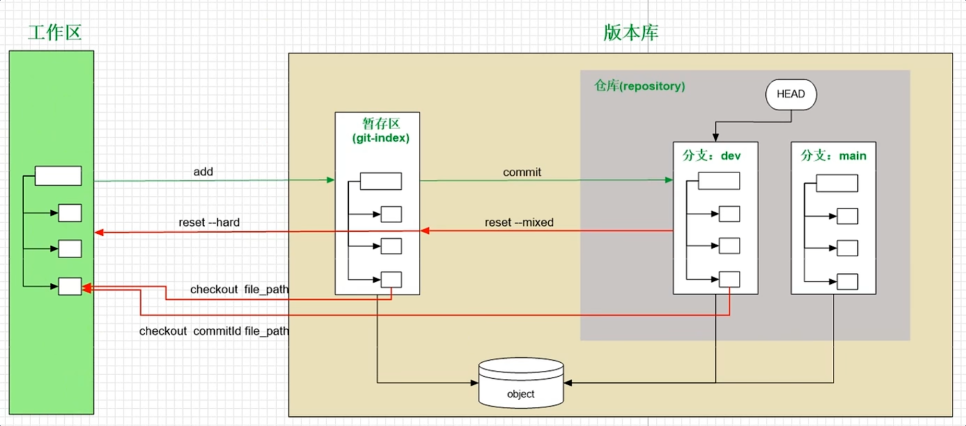 工作区
版本库
仓库(repository)
HEAD
暂存区
(git-index)
分支：dev
分支：main
add
commit
reset --hard
reset --mixed
checkout file_path
checkout commitId file_path
object